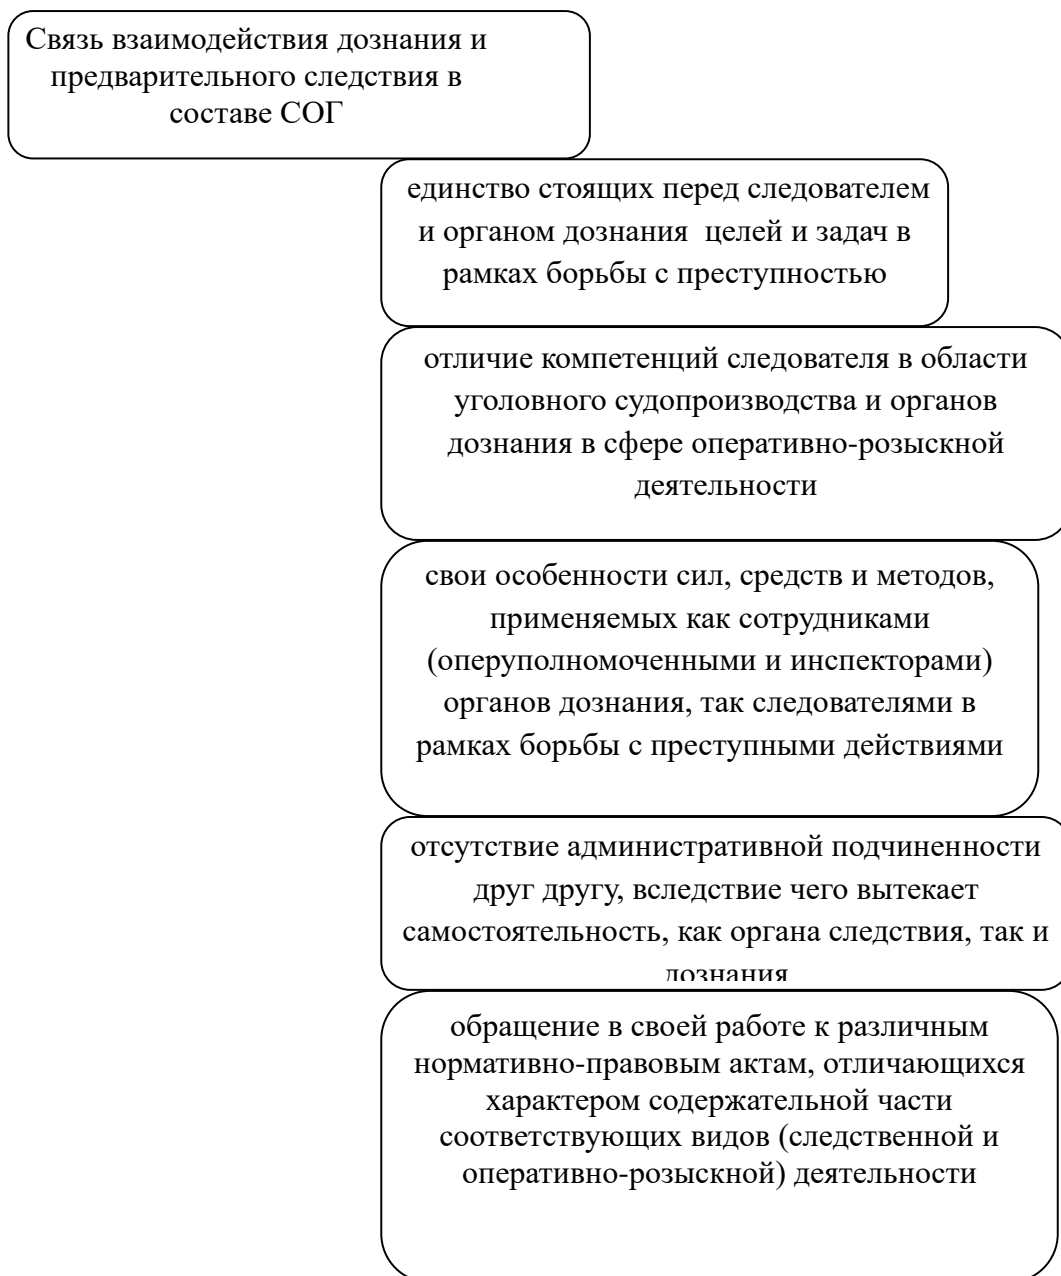 Связь взаимодействия дознания и
предварительного следствия в
составе СОГ
единство стоящих перед следователем
и органом дознания целей и задач в
рамках борьбы с преступностью
отличие компетенций следователя в области
уголовного судопроизводства и органов
дознания в сфере оперативно-розыскной
деятельности
свои особенности сил, средств и методов,
применяемых как сотрудниками
(оперуполномоченными и инспекторами)
органов дознания, так следователями в
рамках борьбы с преступными действиями
отсутствие административной подчиненности
друг другу, вследствие чего вытекает
самостоятельность, как органа следствия, так и
дознания
обращение в своей работе к различным
нормативно-правовым актам, отличающихся
характером содержательной части
соответствующих видов (следственной и
оперативно-розыскной) деятельности